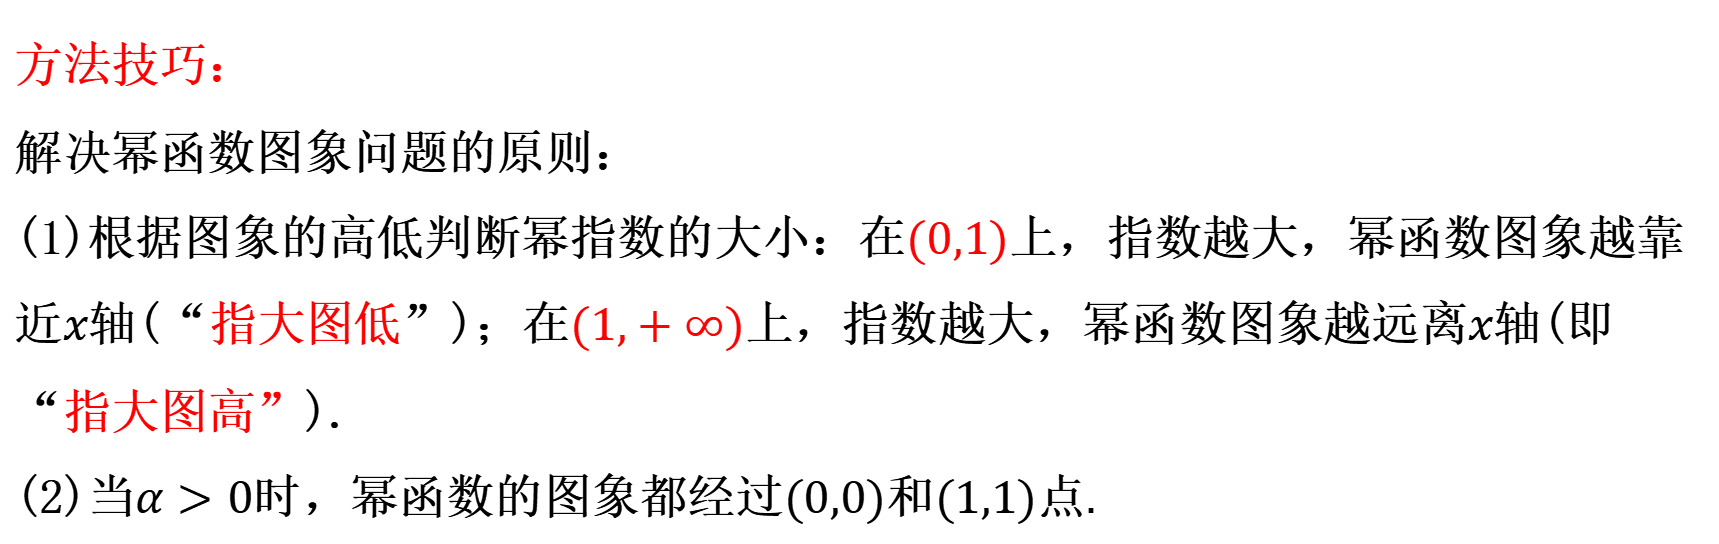 方法技巧：
解决幂函数图象问题的原则：
(1)根据图象的高低判断幂指数的大小：在(0,1)上，指数越大，幂函数图象越靠
近x轴(“指大图低”)；在(1,+∞)上，指数越大，幂函数图象越远离x轴(即
“指大图高”).
(2)当α>0时，幂函数的图象都经过(0,0)和(1,1)点.